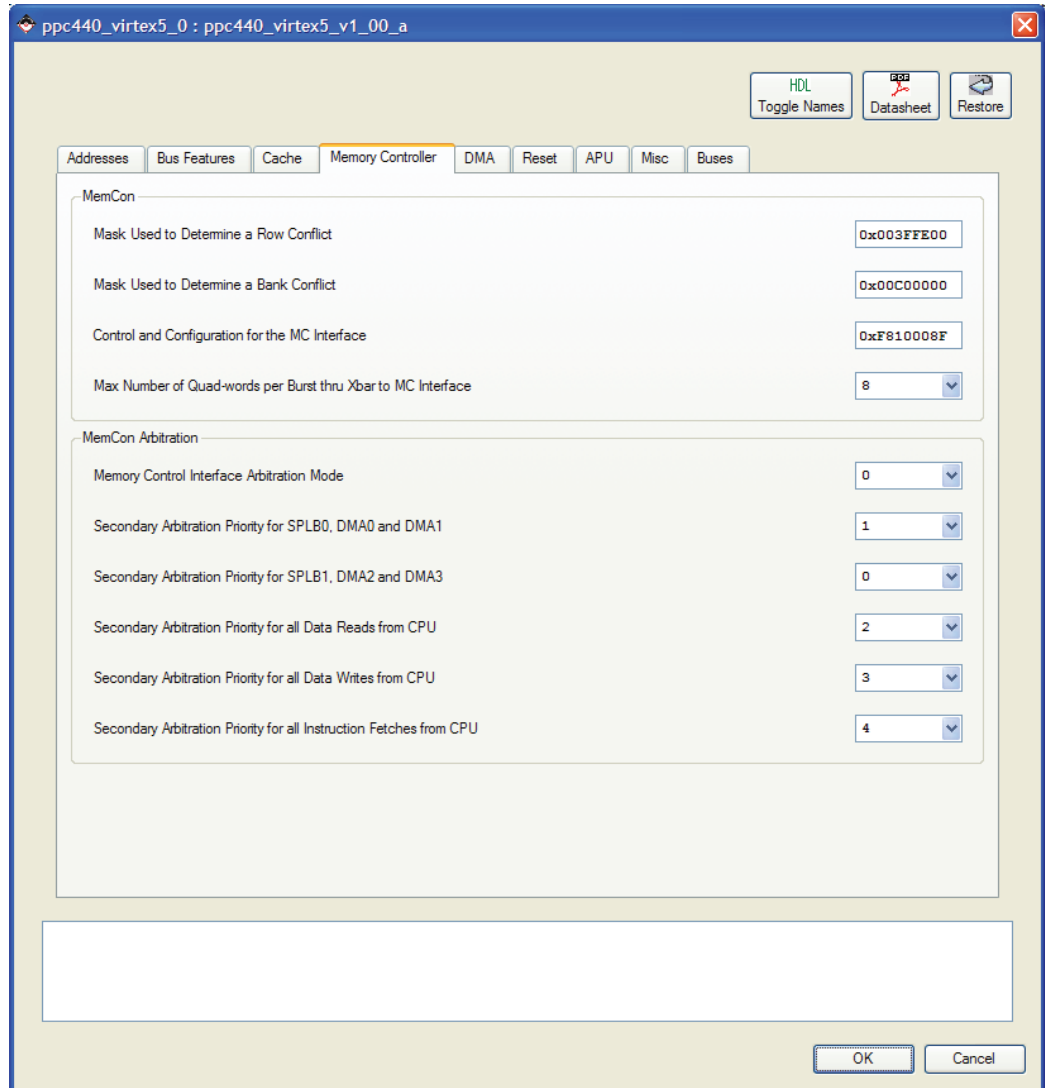 ppc440_virtex5_0 : ppc440_virtex5_v1_00_a
HDL
Toggle Names
PDF
Datasheet
Restore
Addresses Bus Features Cache Memory Controller DMA Reset APU Misc Buses
MemCon
Mask Used to Determine a Row Conflict 0x003FFE00
Mask Used to Determine a Bank Conflict 0x00C00000
Control and Configuration for the MC Interface 0xF810008F
Max Number of Quad-words per Burst thru Xbar to MC Interface 8
MemCon Arbitration
Memory Control Interface Arbitration Mode 0
Secondary Arbitration Priority for SPLB0, DMA0 and DMA1 1
Secondary Arbitration Priority for SPLB1, DMA2 and DMA3 0
Secondary Arbitration Priority for all Data Reads from CPU 2
Secondary Arbitration Priority for all Data Writes from CPU 3
Secondary Arbitration Priority for all Instruction Fetches from CPU 4
OK Cancel